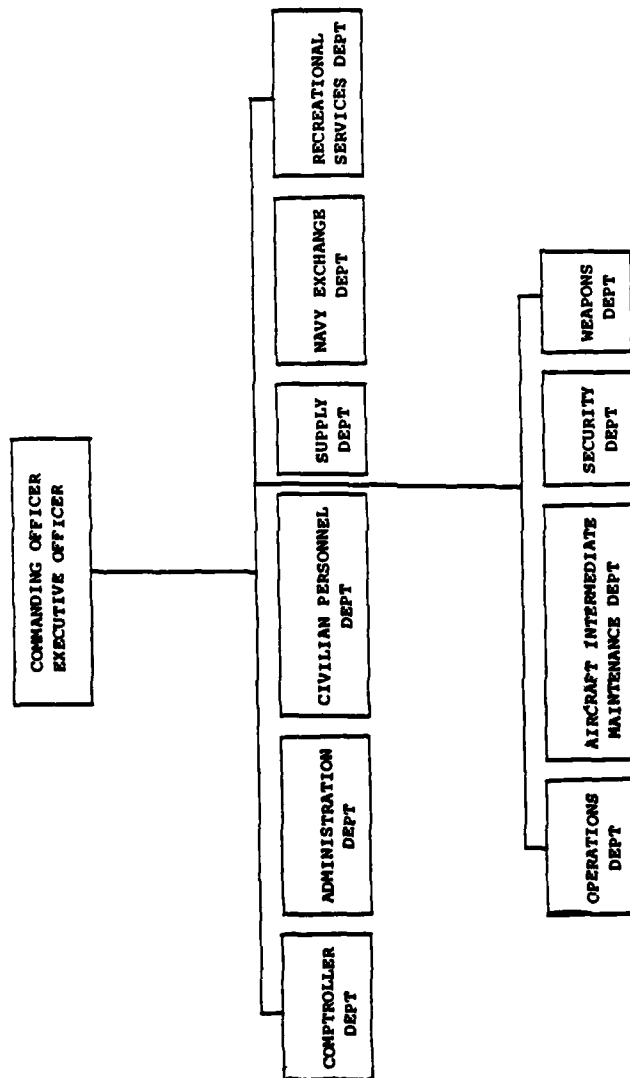 COMMANDING OFFICER
EXECUTIVE OFFICER
COMPTROLLER
DEPT
ADMINISTRATION
DEPT
CIVILIAN PERSONNEL
DEPT
SUPPLY
DEPT
NAVY EXCHANGE
DEPT
RECREATIONAL
SERVICES DEPT
OPERATIONS
DEPT
AIRCRAFT INTERMEDIATE
MAINTENANCE DEPT
SECURITY
DEPT
WEAPONS
DEPT